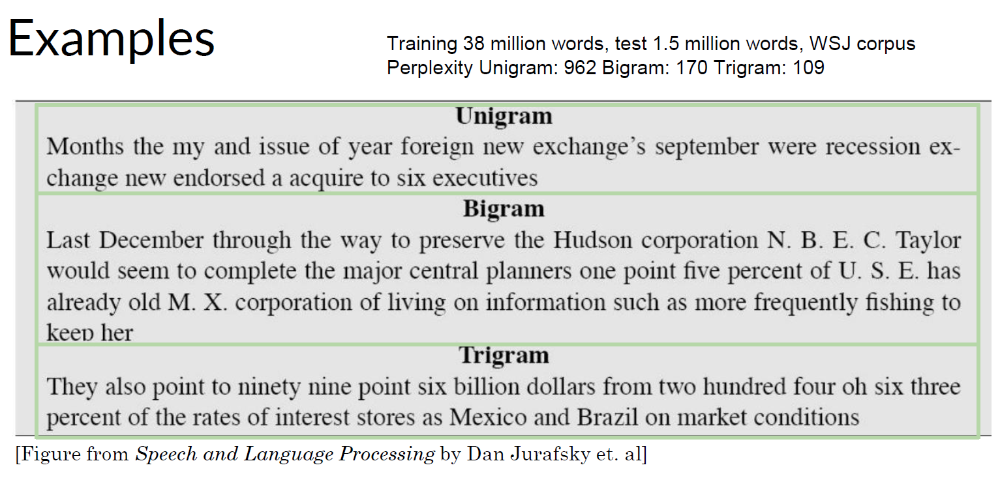 Examples
Training 38 million words, test 1.5 million words, WSJ corpus
Perplexity Unigram: 962 Bigram: 170 Trigram: 109
Unigram
Months the my and issue of year foreign new exchange’s september were recession ex-
change new endorsed a acquire to six executives
Bigram
Last December through the way to preserve the Hudson corporation N. B. E. C. Taylor
would seem to complete the major central planners one point five percent of U. S. E. has
already old M. X. corporation of living on information such as more frequently fishing to
keep her
Trigram
They also point to ninety nine point six billion dollars from two hundred four oh six three
percent of the rates of interest stores as Mexico and Brazil on market conditions
[Figure from Speech and Language Processing by Dan Jurafsky et. al]